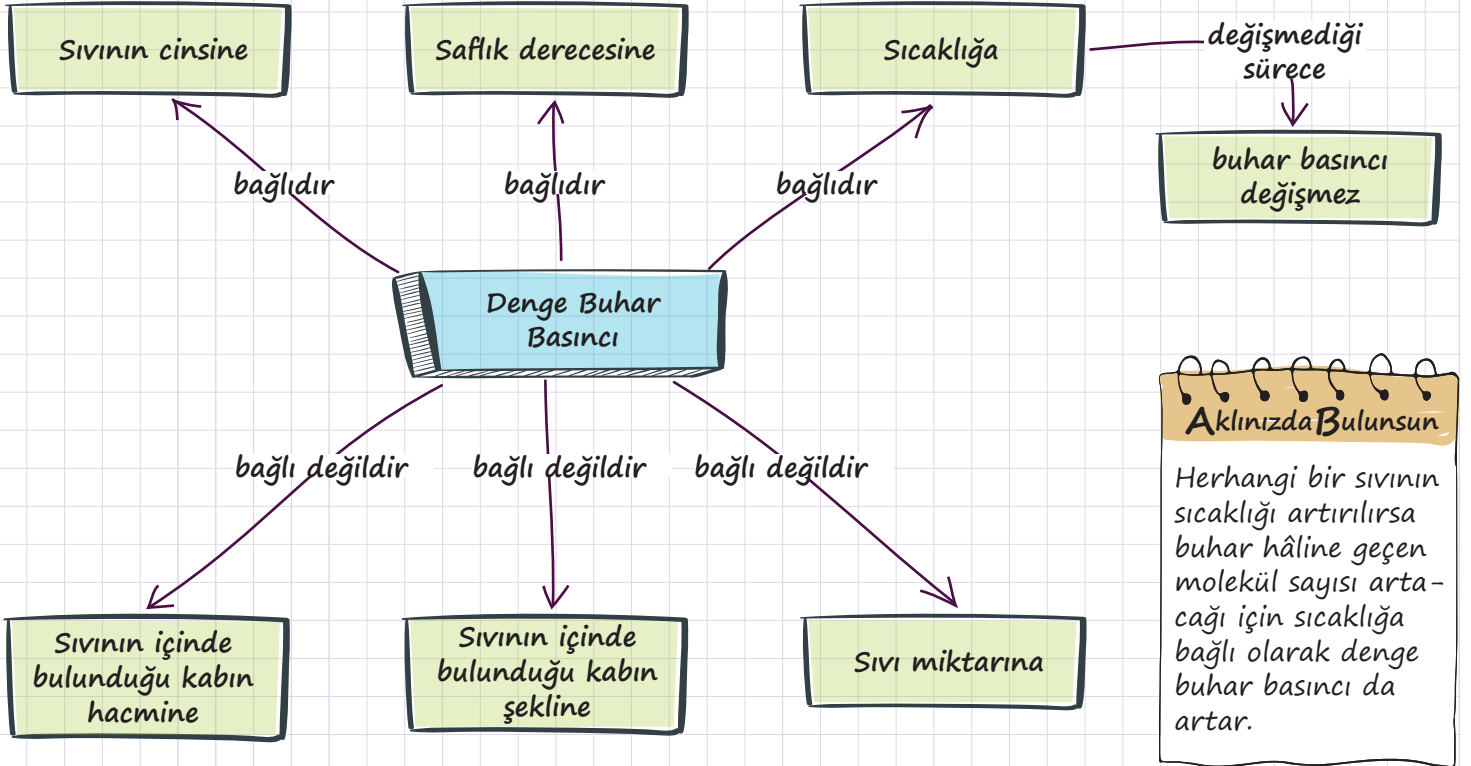 Sıvının cinsine
Saflık derecesine
Sıcaklığa
değişmediği
sürece
buhar basıncı
değişmez
bağlıdır
bağlıdır
bağlıdır
Denge Buhar
Basıncı
bağlı değildir
bağlı değildir
bağlı değildir
Sıvının içinde
bulunduğu kabın
hacmine
Sıvının içinde
bulunduğu kabın
şekline
Sıvı miktarına
Aklınızda Bulunsun
Herhangi bir sıvının
sıcaklığı artırılırsa
buhar hâline geçen
molekül sayısı arta-
cağı için sıcaklığa
bağlı olarak denge
buhar basıncı da
artar.